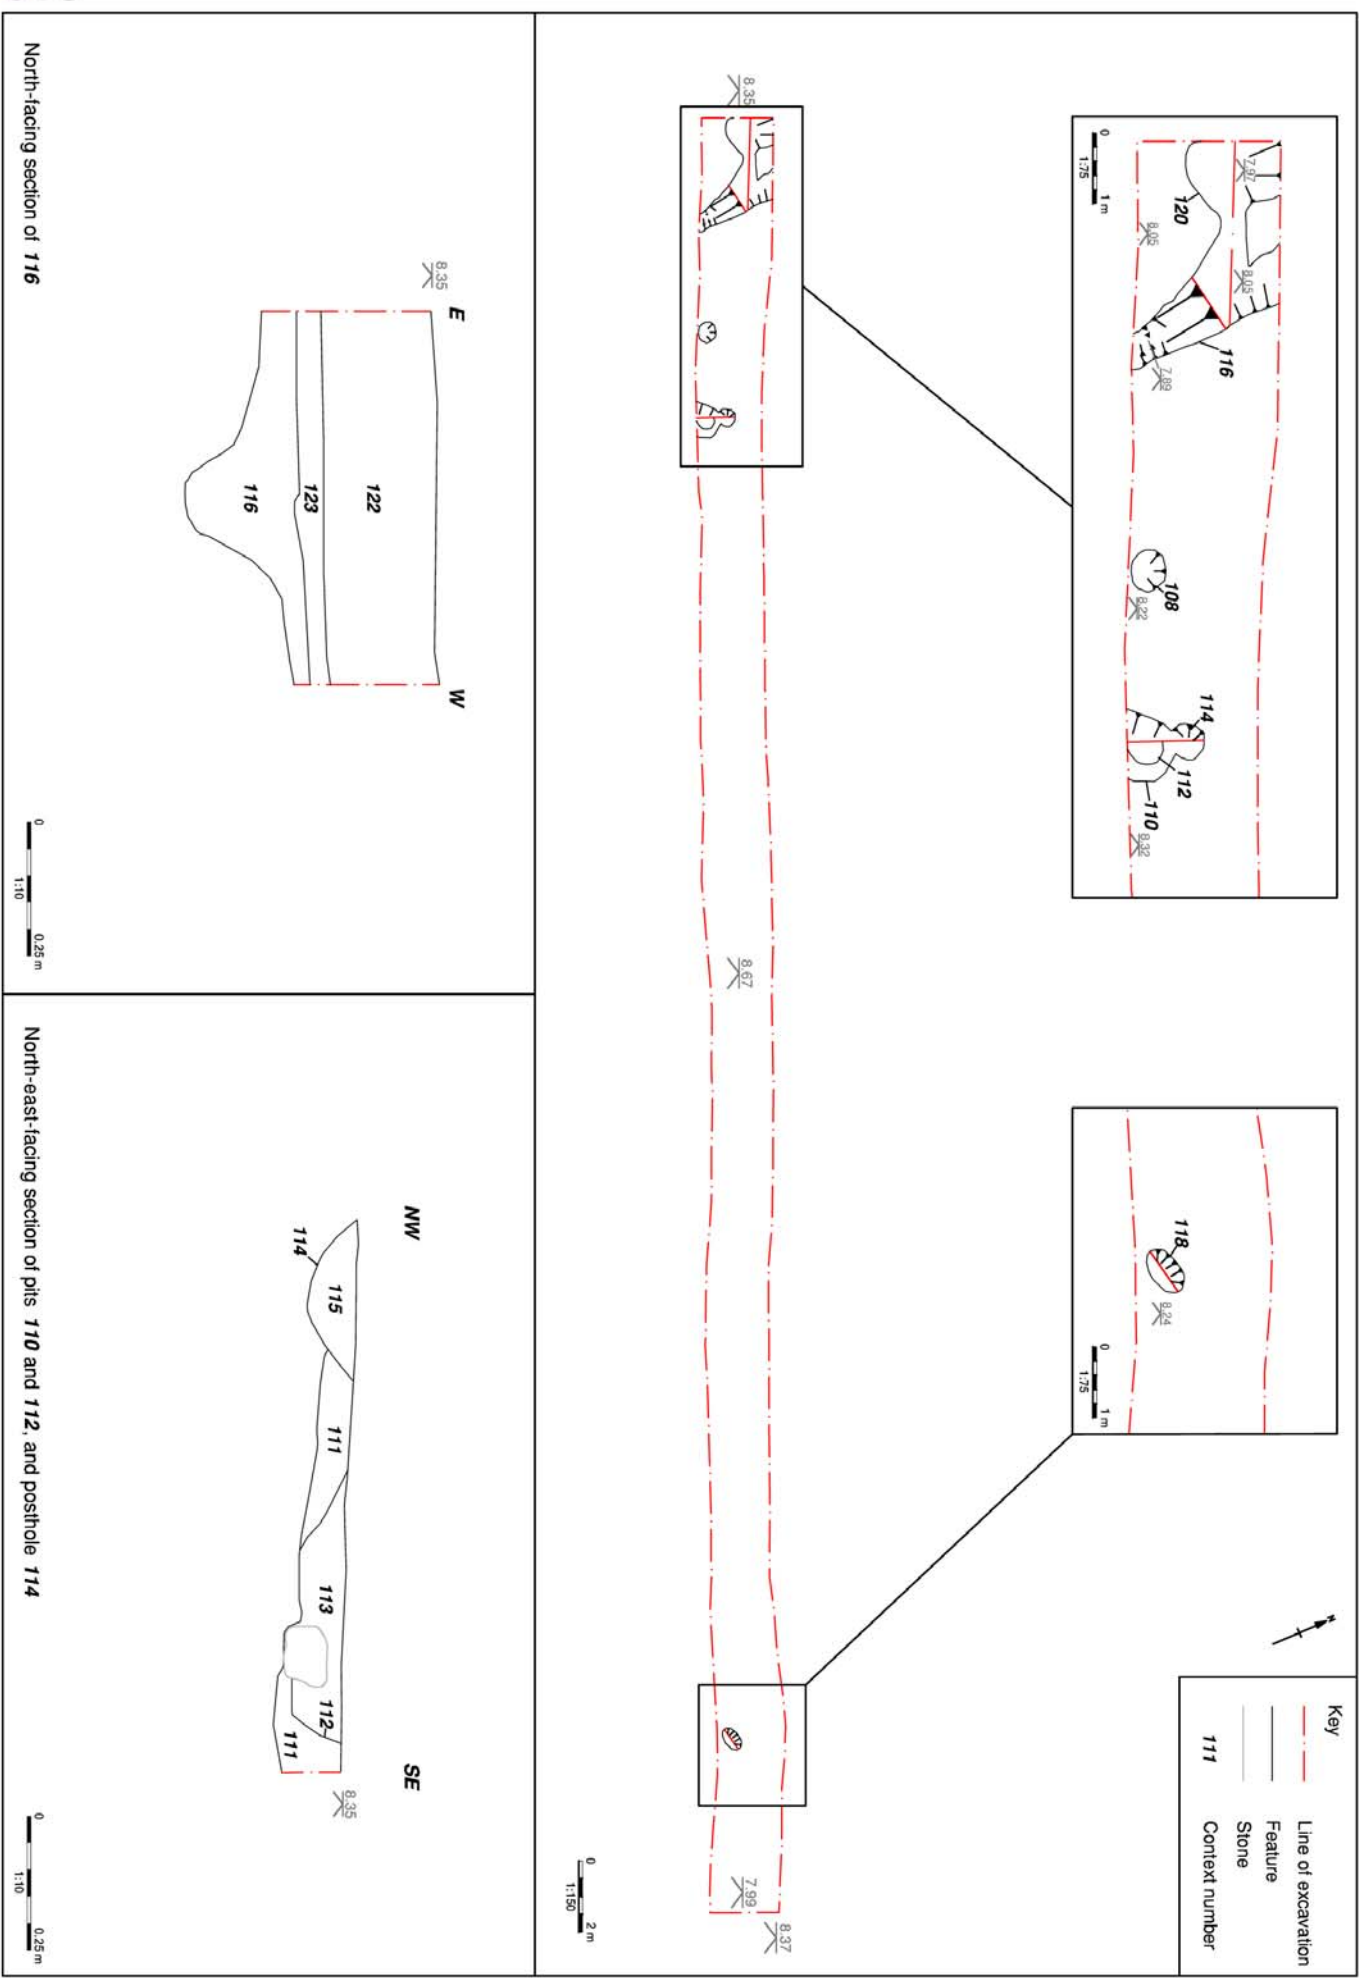 Key
Line of excavation
Feature
Stone
111 Context number
N
0 1 m
1:75
120
7.97
8.05
8.05
116
7.89
108
8.22
114
112
110
8.32
118
8.24
0 1 m
1:75
8.35
8.67
7.99
8.37
0 2 m
1:150
8.35
E
W
122
123
116
0 0.25 m
1:10
North-facing section of 116
NW
SE
114
115
111
113
112
111
8.35
0 0.25 m
1:10
North-east-facing section of pits 110 and 112, and posthole 114